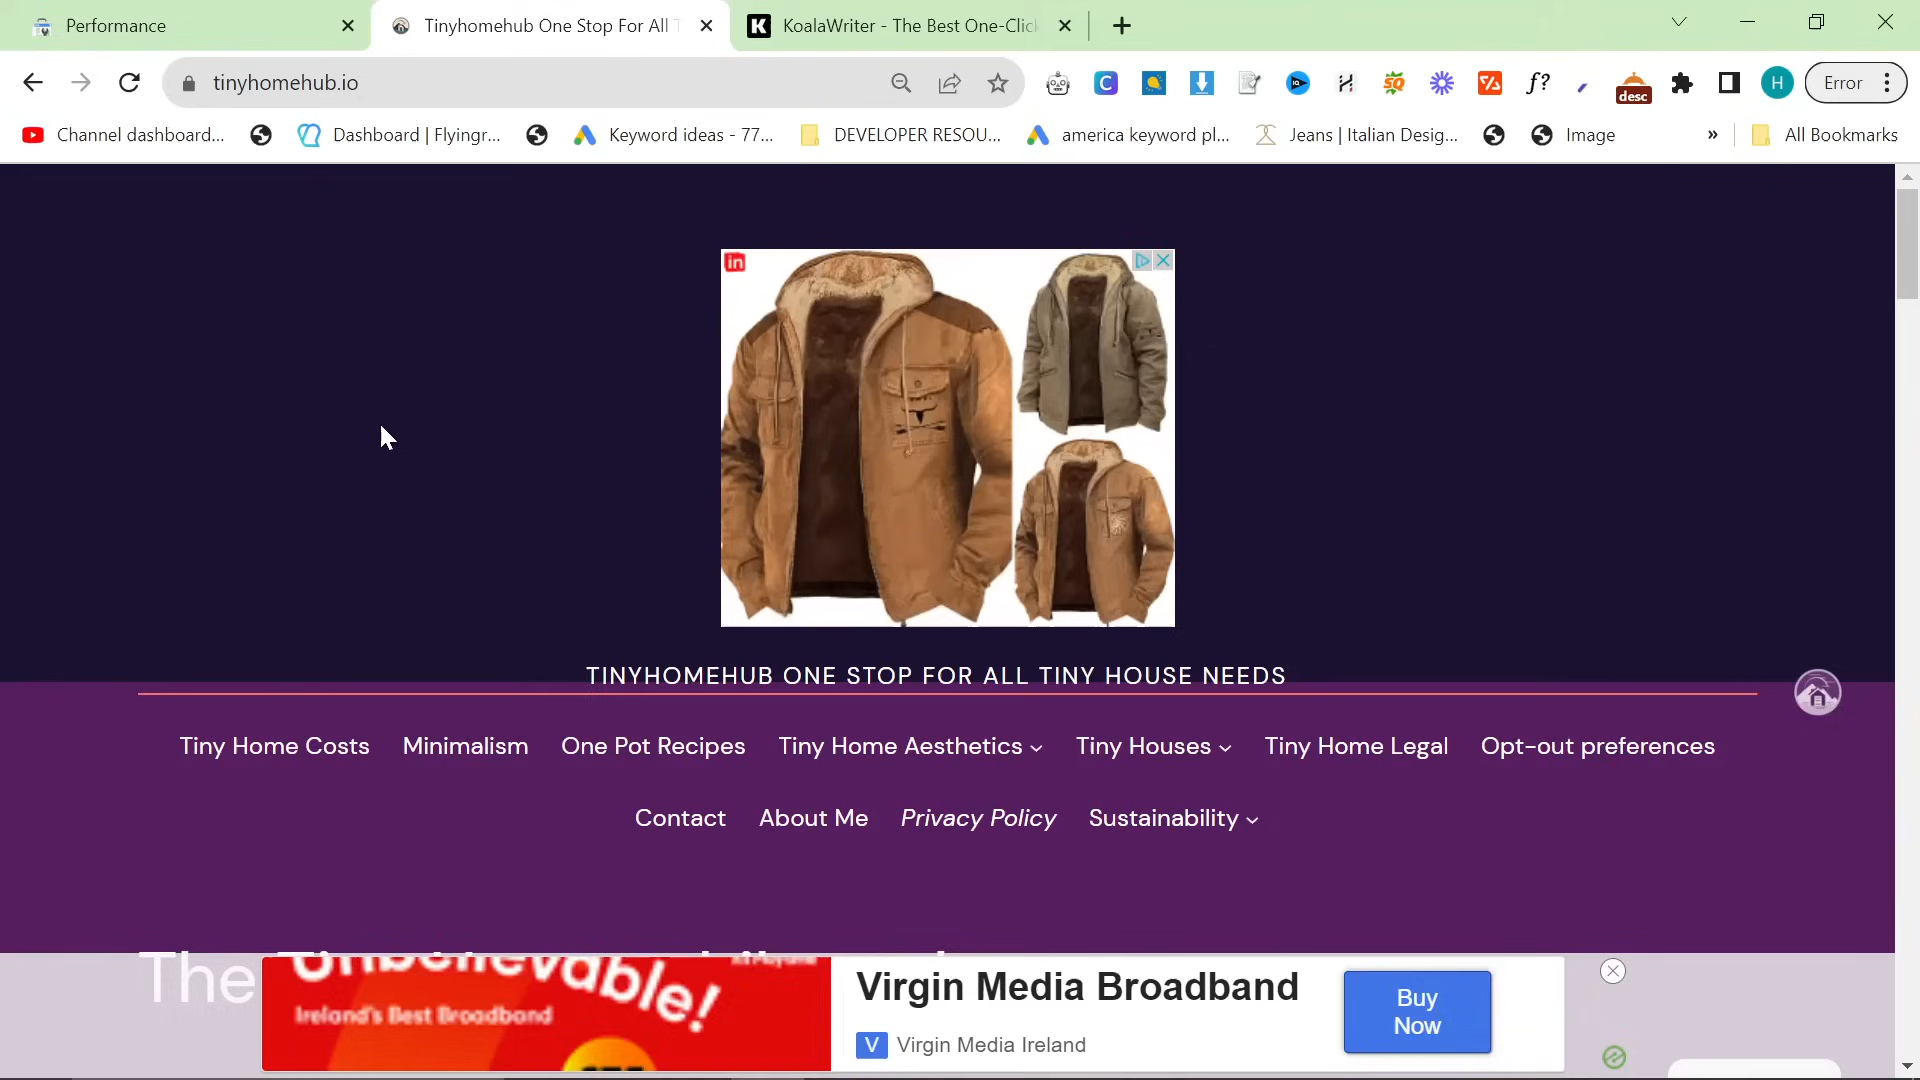 Performance
Tinyhomehub One Stop For All T
KoalaWriter - The Best One-Clic
tinyhomehub.io
desc
H
Error
Channel dashboard...
Dashboard | Flyingr...
Keyword ideas - 77...
DEVELOPER RESOU...
america keyword pl...
Jeans | Italian Desig...
Image
»
All Bookmarks
in
TINYHOMEHUB ONE STOP FOR ALL TINY HOUSE NEEDS
Tiny Home Costs
Minimalism
One Pot Recipes
Tiny Home Aesthetics
Tiny Houses
Tiny Home Legal
Opt-out preferences
Contact
About Me
Privacy Policy
Sustainability
The
Unbelievable!
Ireland's Best Broadband
Virgin Media Broadband
V Virgin Media Ireland
Buy
Now